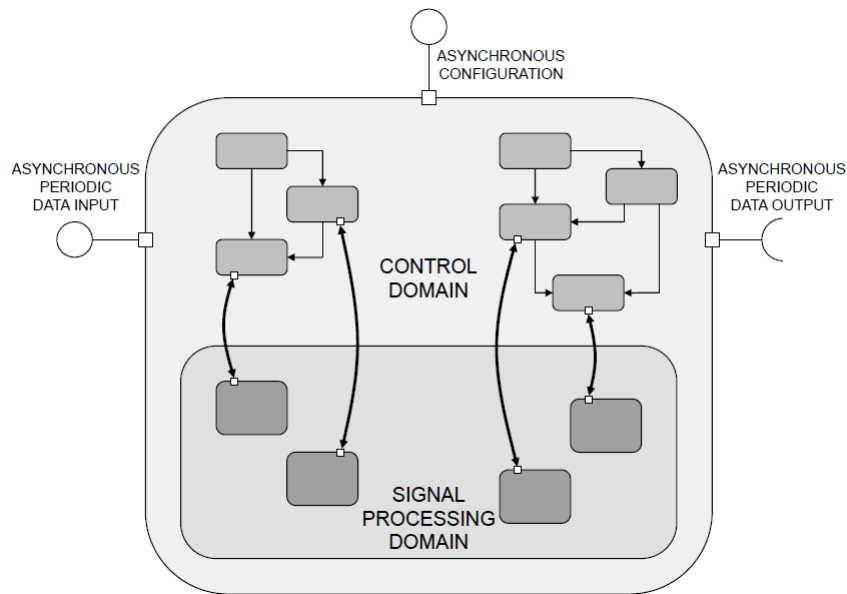 ASYNCHRONOUS
CONFIGURATION
ASYNCHRONOUS
PERIODIC
DATA INPUT
ASYNCHRONOUS
PERIODIC
DATA OUTPUT
CONTROL
DOMAIN
SIGNAL
PROCESSING
DOMAIN